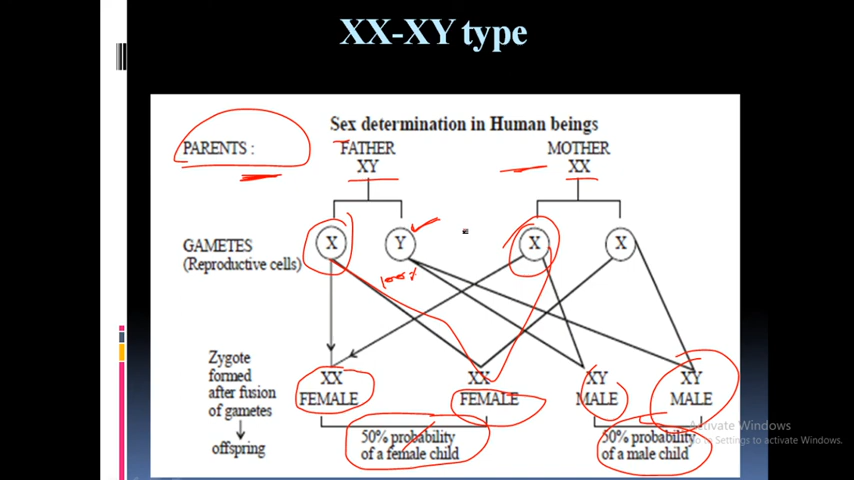 XX-XY type
Sex determination in Human beings
PARENTS :
FATHER
XY
MOTHER
XX
GAMETES
(Reproductive cells)
X
Y
X
X
100%
Zygote
formed
after fusion
of gametes
offspring
XX
FEMALE
XX
FEMALE
XY
MALE
XY
MALE
50% probability
of a female child
50% probability
of a male child
Activate Windows
Go to Settings to activate Windows.